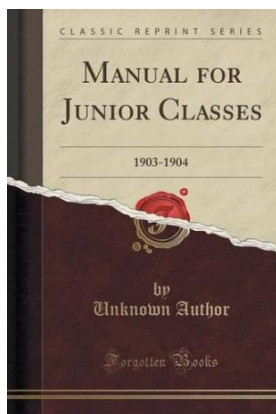 CLASSIC REPRINT SERIES
MANUAL FOR
JUNIOR CLASSES
1903-1904
by
Unknown Author
Forgotten Books